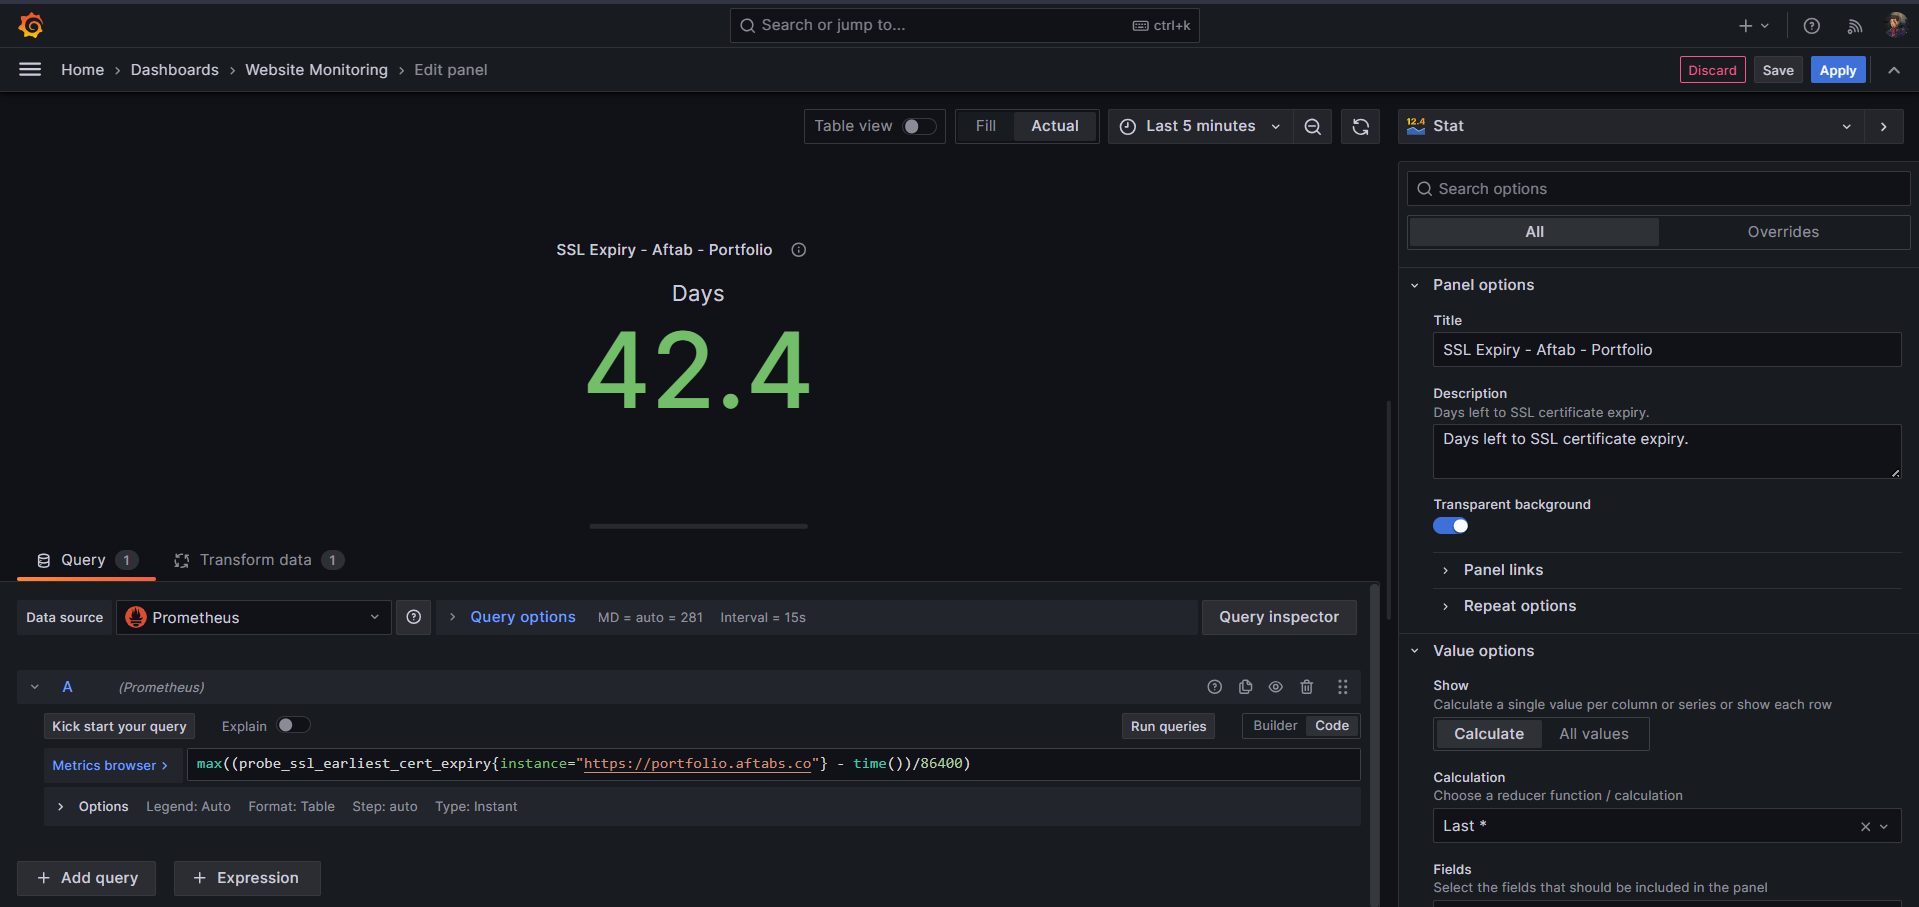 Search or jump to... ctrl+k
Home › Dashboards › Website Monitoring › Edit panel
Discard Save Apply
Table view Fill Actual Last 5 minutes
12.4 Stat
Search options
All Overrides
SSL Expiry - Aftab - Portfolio
Days
42.4
Panel options
Title
SSL Expiry - Aftab - Portfolio
Description
Days left to SSL certificate expiry.
Days left to SSL certificate expiry.
Transparent background
Panel links
Repeat options
Value options
Show
Calculate a single value per column or series or show each row
Calculate All values
Calculation
Choose a reducer function / calculation
Last *
Fields
Select the fields that should be included in the panel
Query 1 Transform data 1
Data source Prometheus Query options MD = auto = 281 Interval = 15s Query inspector
A (Prometheus)
Kick start your query Explain Run queries Builder Code
Metrics browser > max((probe_ssl_earliest_cert_expiry{instance="https://portfolio.aftabs.co"} - time())/86400)
Options Legend: Auto Format: Table Step: auto Type: Instant
+ Add query + Expression